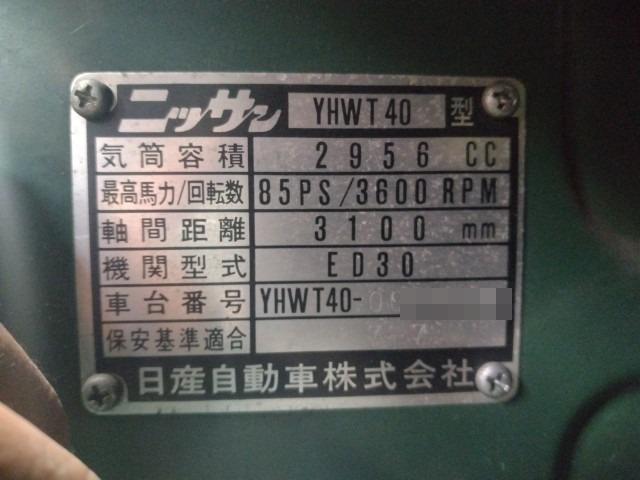 ニッサン YHWT40 型
気筒容積 2956 CC
最高馬力/回転数 85PS/3600 RPM
軸間距離 3100 mm
機関型式 ED30
車台番号 YHWT40-
保安基準適合
日産自動車株式会社